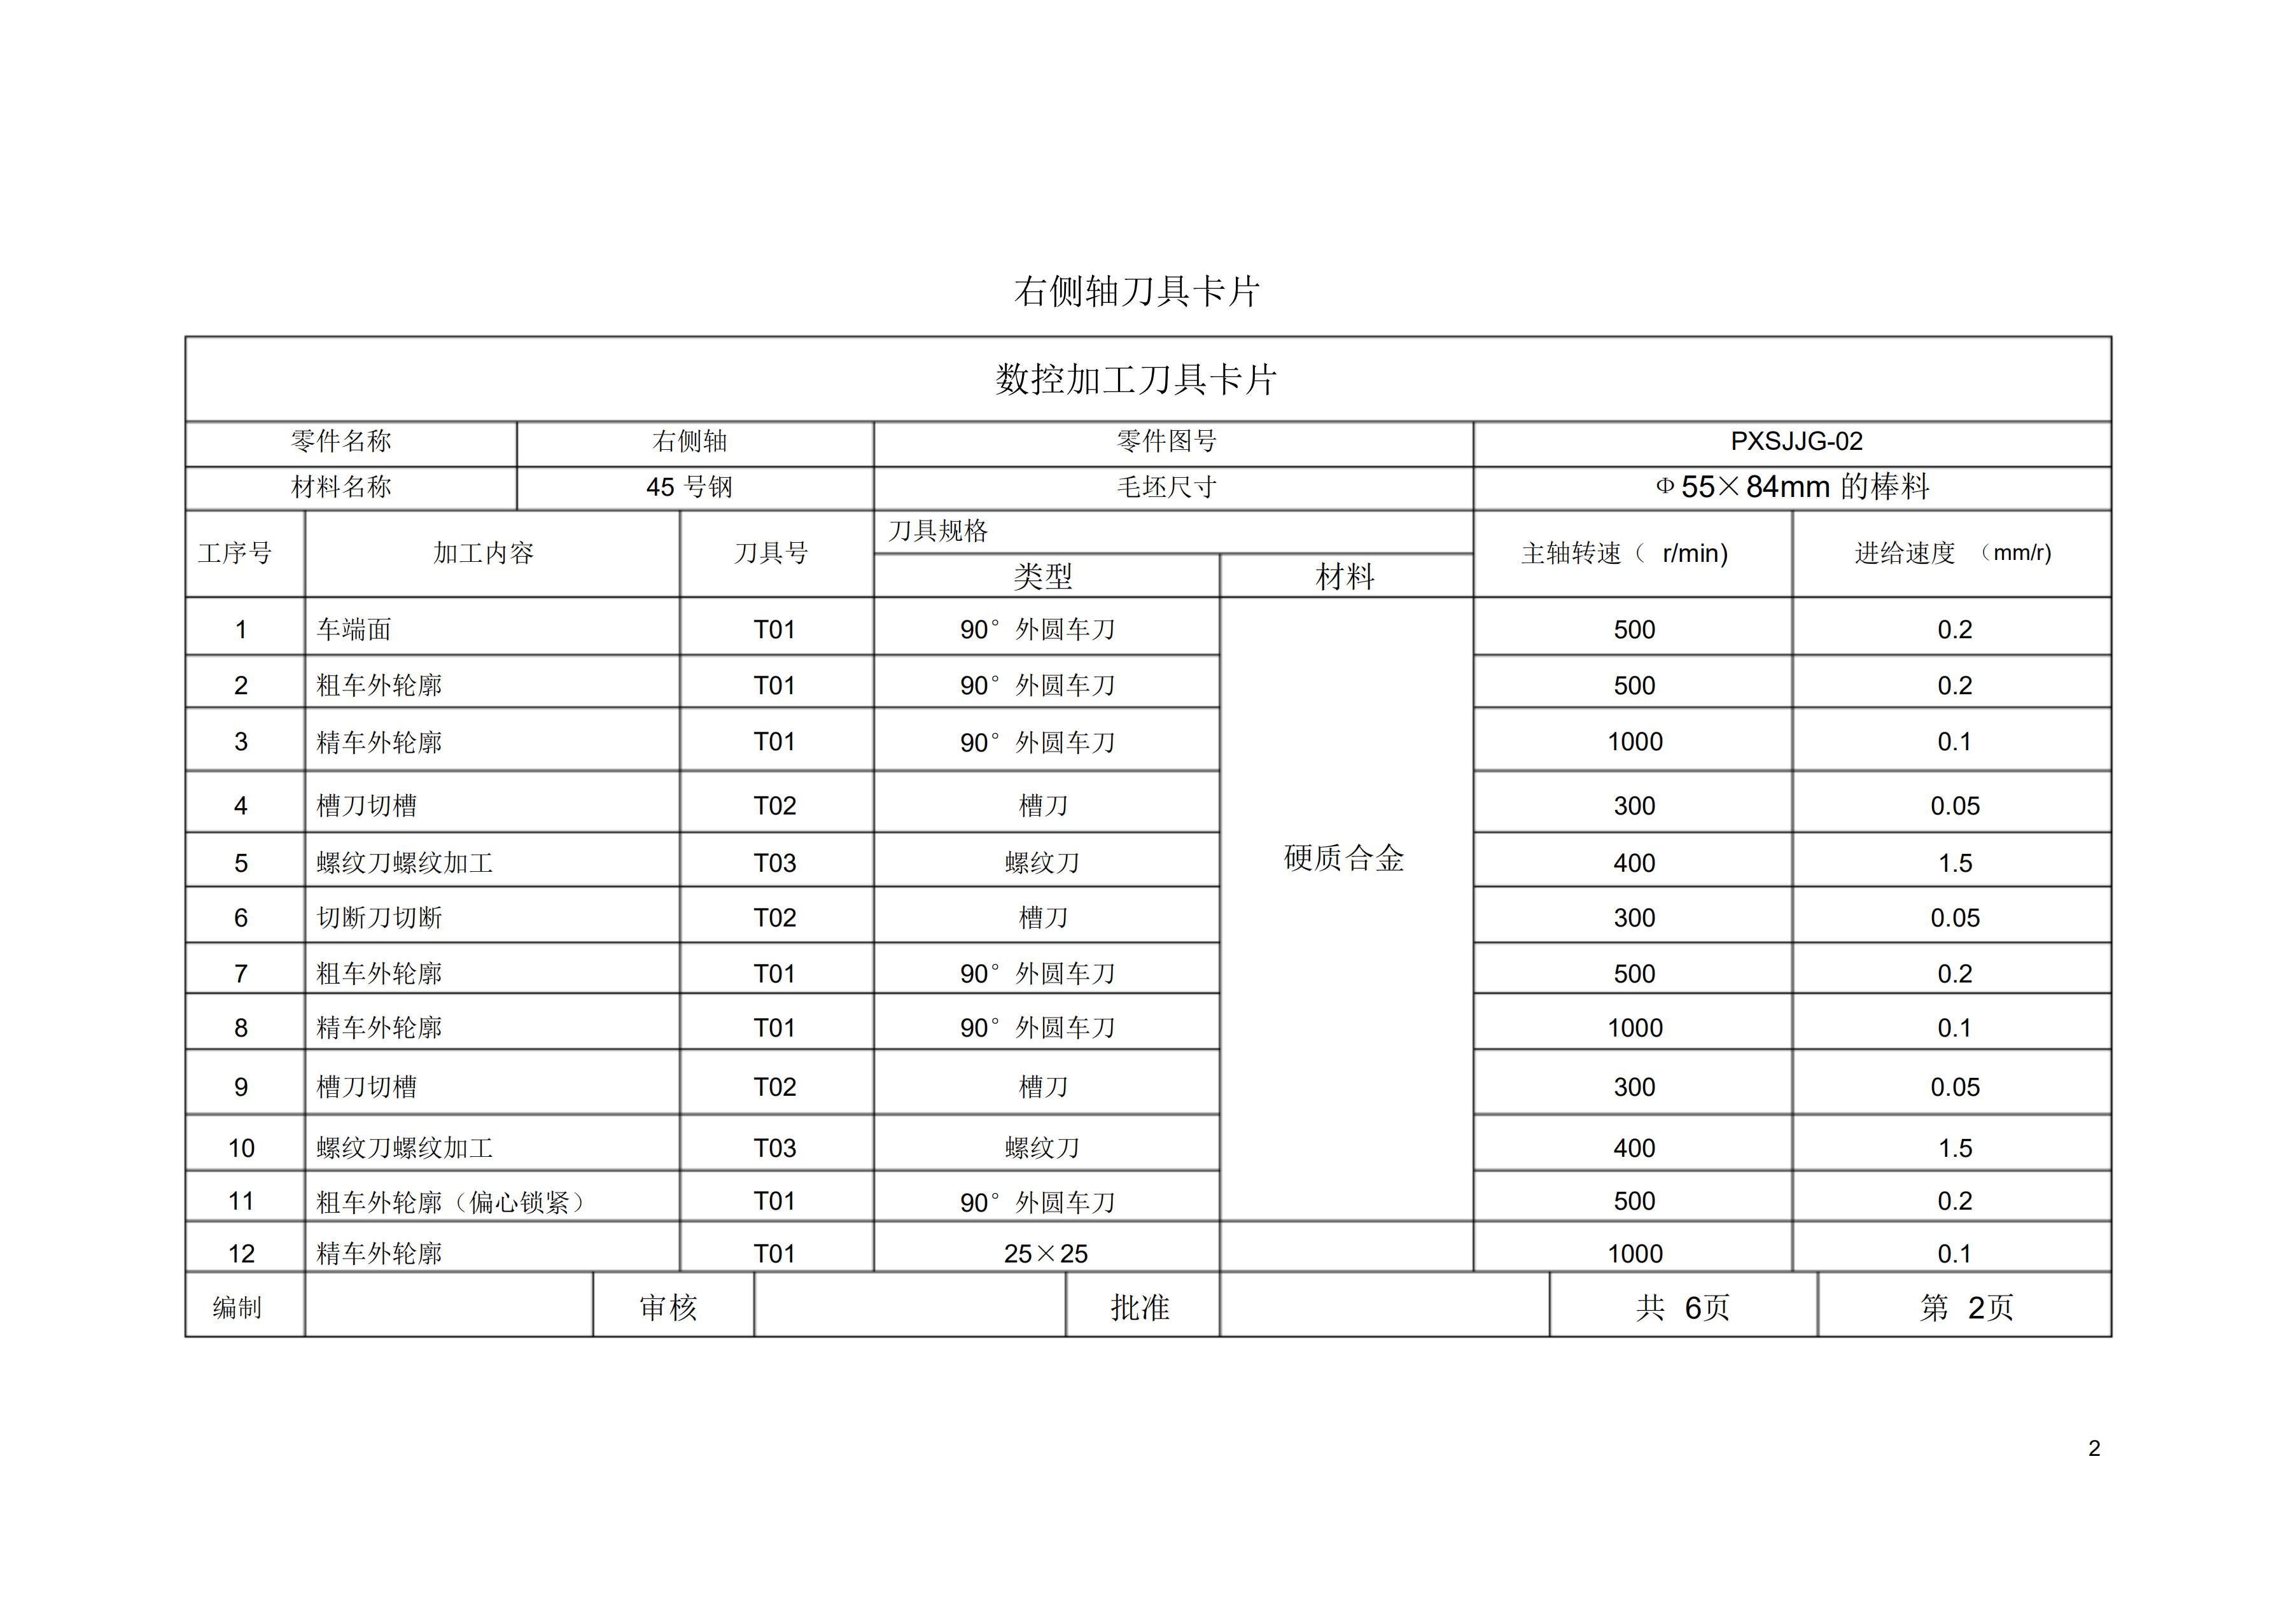 右侧轴刀具卡片
数控加工刀具卡片
零件名称 右侧轴 零件图号 PXSJJG-02
材料名称 45 号钢 毛坯尺寸 Φ55×84mm 的棒料
工序号 加工内容 刀具号 刀具规格 主轴转速（ r/min) 进给速度 （mm/r)
类型 材料
1 车端面 T01 90°外圆车刀 硬质合金 500 0.2
2 粗车外轮廓 T01 90°外圆车刀 500 0.2
3 精车外轮廓 T01 90°外圆车刀 1000 0.1
4 槽刀切槽 T02 槽刀 300 0.05
5 螺纹刀螺纹加工 T03 螺纹刀 400 1.5
6 切断刀切断 T02 槽刀 300 0.05
7 粗车外轮廓 T01 90°外圆车刀 500 0.2
8 精车外轮廓 T01 90°外圆车刀 1000 0.1
9 槽刀切槽 T02 槽刀 300 0.05
10 螺纹刀螺纹加工 T03 螺纹刀 400 1.5
11 粗车外轮廓（偏心锁紧） T01 90°外圆车刀 500 0.2
12 精车外轮廓 T01 25×25 1000 0.1
编制 审核 批准 共 6页 第 2页
2